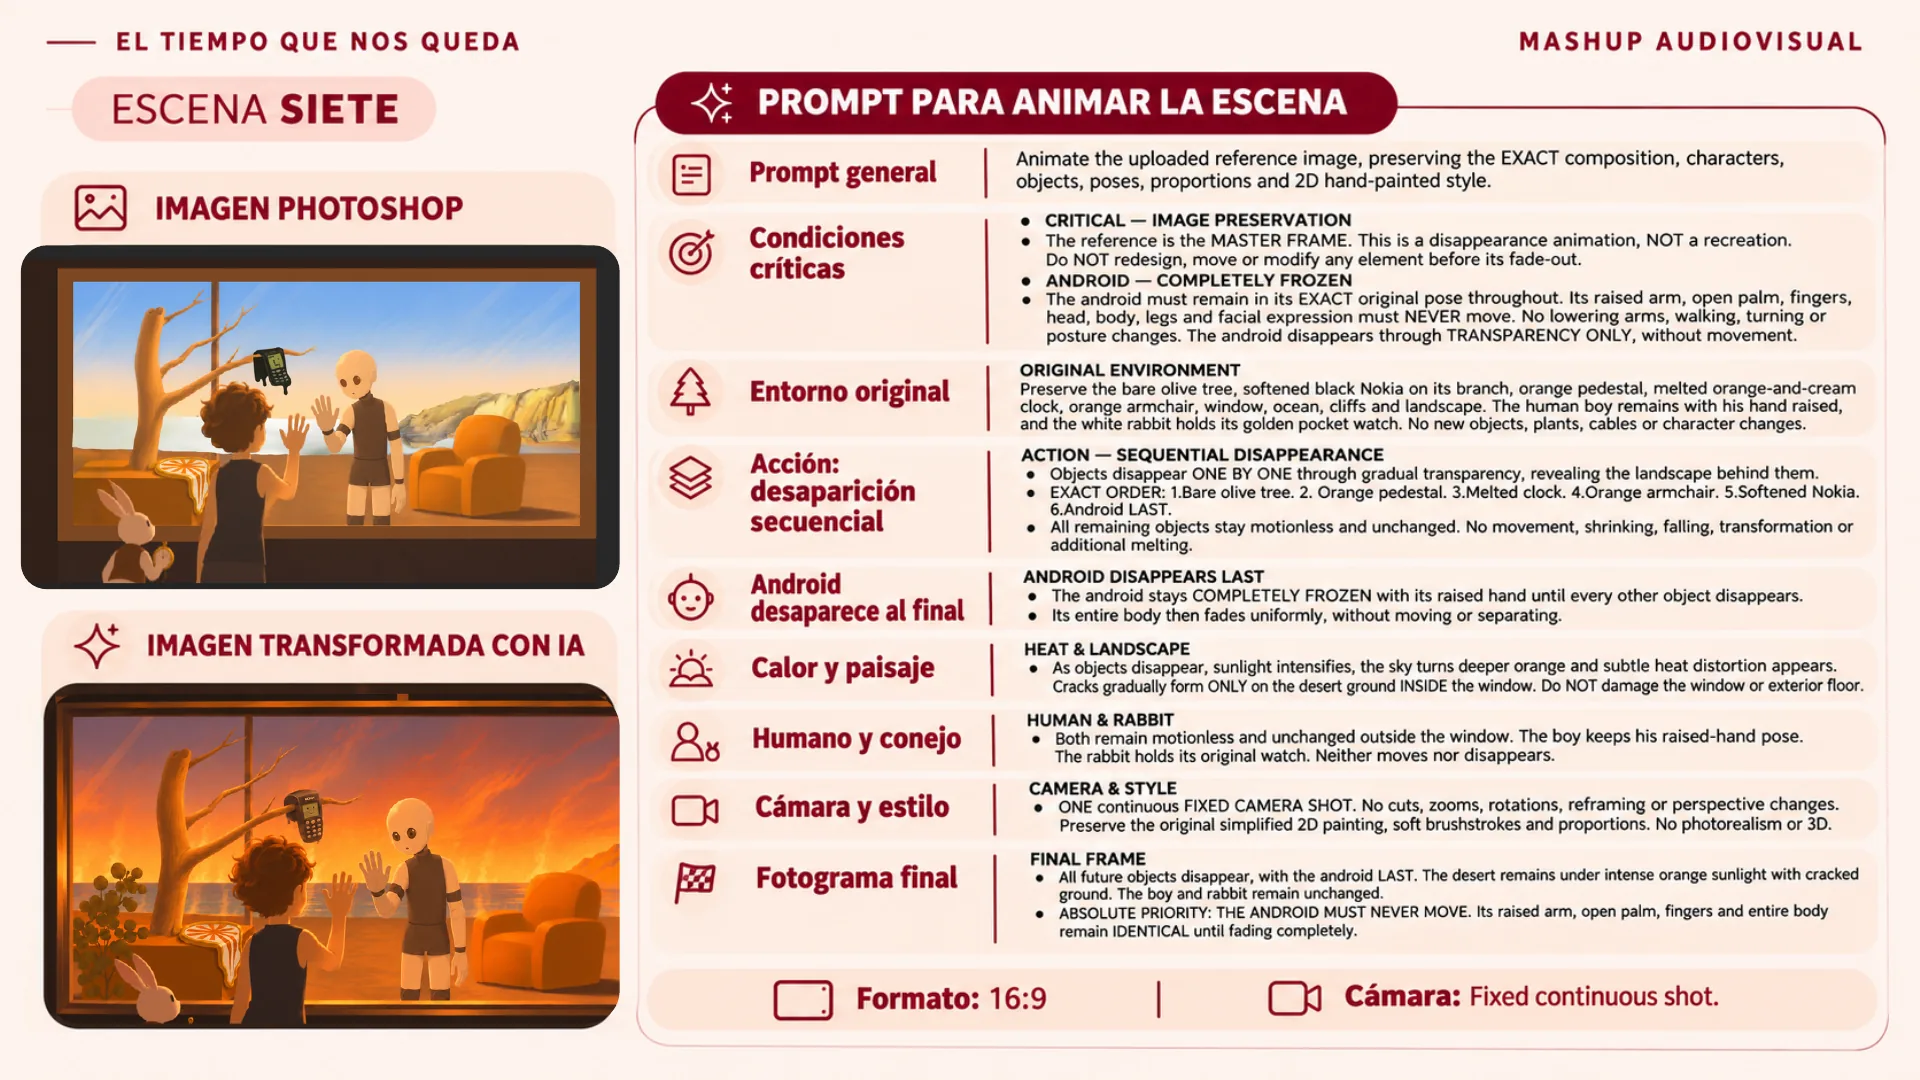 EL TIEMPO QUE NOS QUEDA
MASHUP AUDIOVISUAL
ESCENA SIETE
IMAGEN PHOTOSHOP
IMAGEN TRANSFORMADA CON IA
PROMPT PARA ANIMAR LA ESCENA
Prompt general
Animate the uploaded reference image, preserving the EXACT composition, characters,
objects, poses, proportions and 2D hand-painted style.
Condiciones
críticas
● CRITICAL — IMAGE PRESERVATION
● The reference is the MASTER FRAME. This is a disappearance animation, NOT a recreation.
Do NOT redesign, move or modify any element before its fade-out.
● ANDROID — COMPLETELY FROZEN
● The android must remain in its EXACT original pose throughout. Its raised arm, open palm, fingers,
head, body, legs and facial expression must NEVER move. No lowering arms, walking, turning or
posture changes. The android disappears through TRANSPARENCY ONLY, without movement.
Entorno original
ORIGINAL ENVIRONMENT
Preserve the bare olive tree, softened black Nokia on its branch, orange pedestal, melted orange-and-cream
clock, orange armchair, window, ocean, cliffs and landscape. The human boy remains with his hand raised,
and the white rabbit holds its golden pocket watch. No new objects, plants, cables or character changes.
Acción:
desaparición
secuencial
ACTION — SEQUENTIAL DISAPPEARANCE
● Objects disappear ONE BY ONE through gradual transparency, revealing the landscape behind them.
● EXACT ORDER: 1.Bare olive tree. 2. Orange pedestal. 3.Melted clock. 4.Orange armchair. 5.Softened Nokia.
6.Android LAST.
● All remaining objects stay motionless and unchanged. No movement, shrinking, falling, transformation or
additional melting.
Android
desaparece al final
ANDROID DISAPPEARS LAST
● The android stays COMPLETELY FROZEN with its raised hand until every other object disappears.
● Its entire body then fades uniformly, without moving or separating.
Calor y paisaje
HEAT & LANDSCAPE
● As objects disappear, sunlight intensifies, the sky turns deeper orange and subtle heat distortion appears.
Cracks gradually form ONLY on the desert ground INSIDE the window. Do NOT damage the window or exterior floor.
Humano y conejo
HUMAN & RABBIT
● Both remain motionless and unchanged outside the window. The boy keeps his raised-hand pose.
The rabbit holds its original watch. Neither moves nor disappears.
Cámara y estilo
CAMERA & STYLE
● ONE continuous FIXED CAMERA SHOT. No cuts, zooms, rotations, reframing or perspective changes.
Preserve the original simplified 2D painting, soft brushstrokes and proportions. No photorealism or 3D.
Fotograma final
FINAL FRAME
● All future objects disappear, with the android LAST. The desert remains under intense orange sunlight with cracked
ground. The boy and rabbit remain unchanged.
● ABSOLUTE PRIORITY: THE ANDROID MUST NEVER MOVE. Its raised arm, open palm, fingers and entire body
remain IDENTICAL until fading completely.
Formato: 16:9
Cámara: Fixed continuous shot.